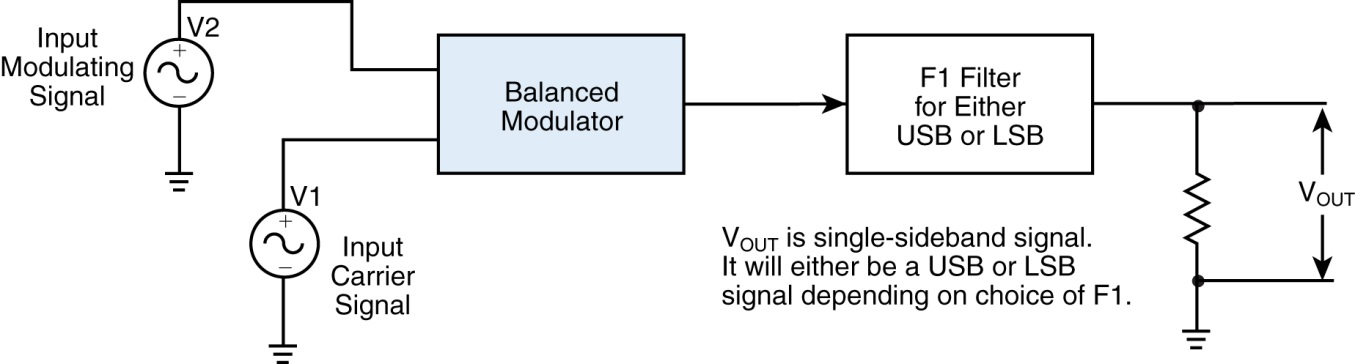 Input
Modulating
Signal
V2
+
−
Balanced
Modulator
F1 Filter
for Either
USB or LSB
V1
+
−
Input
Carrier
Signal
VOUT is single-sideband signal.
It will either be a USB or LSB
signal depending on choice of F1.
VOUT